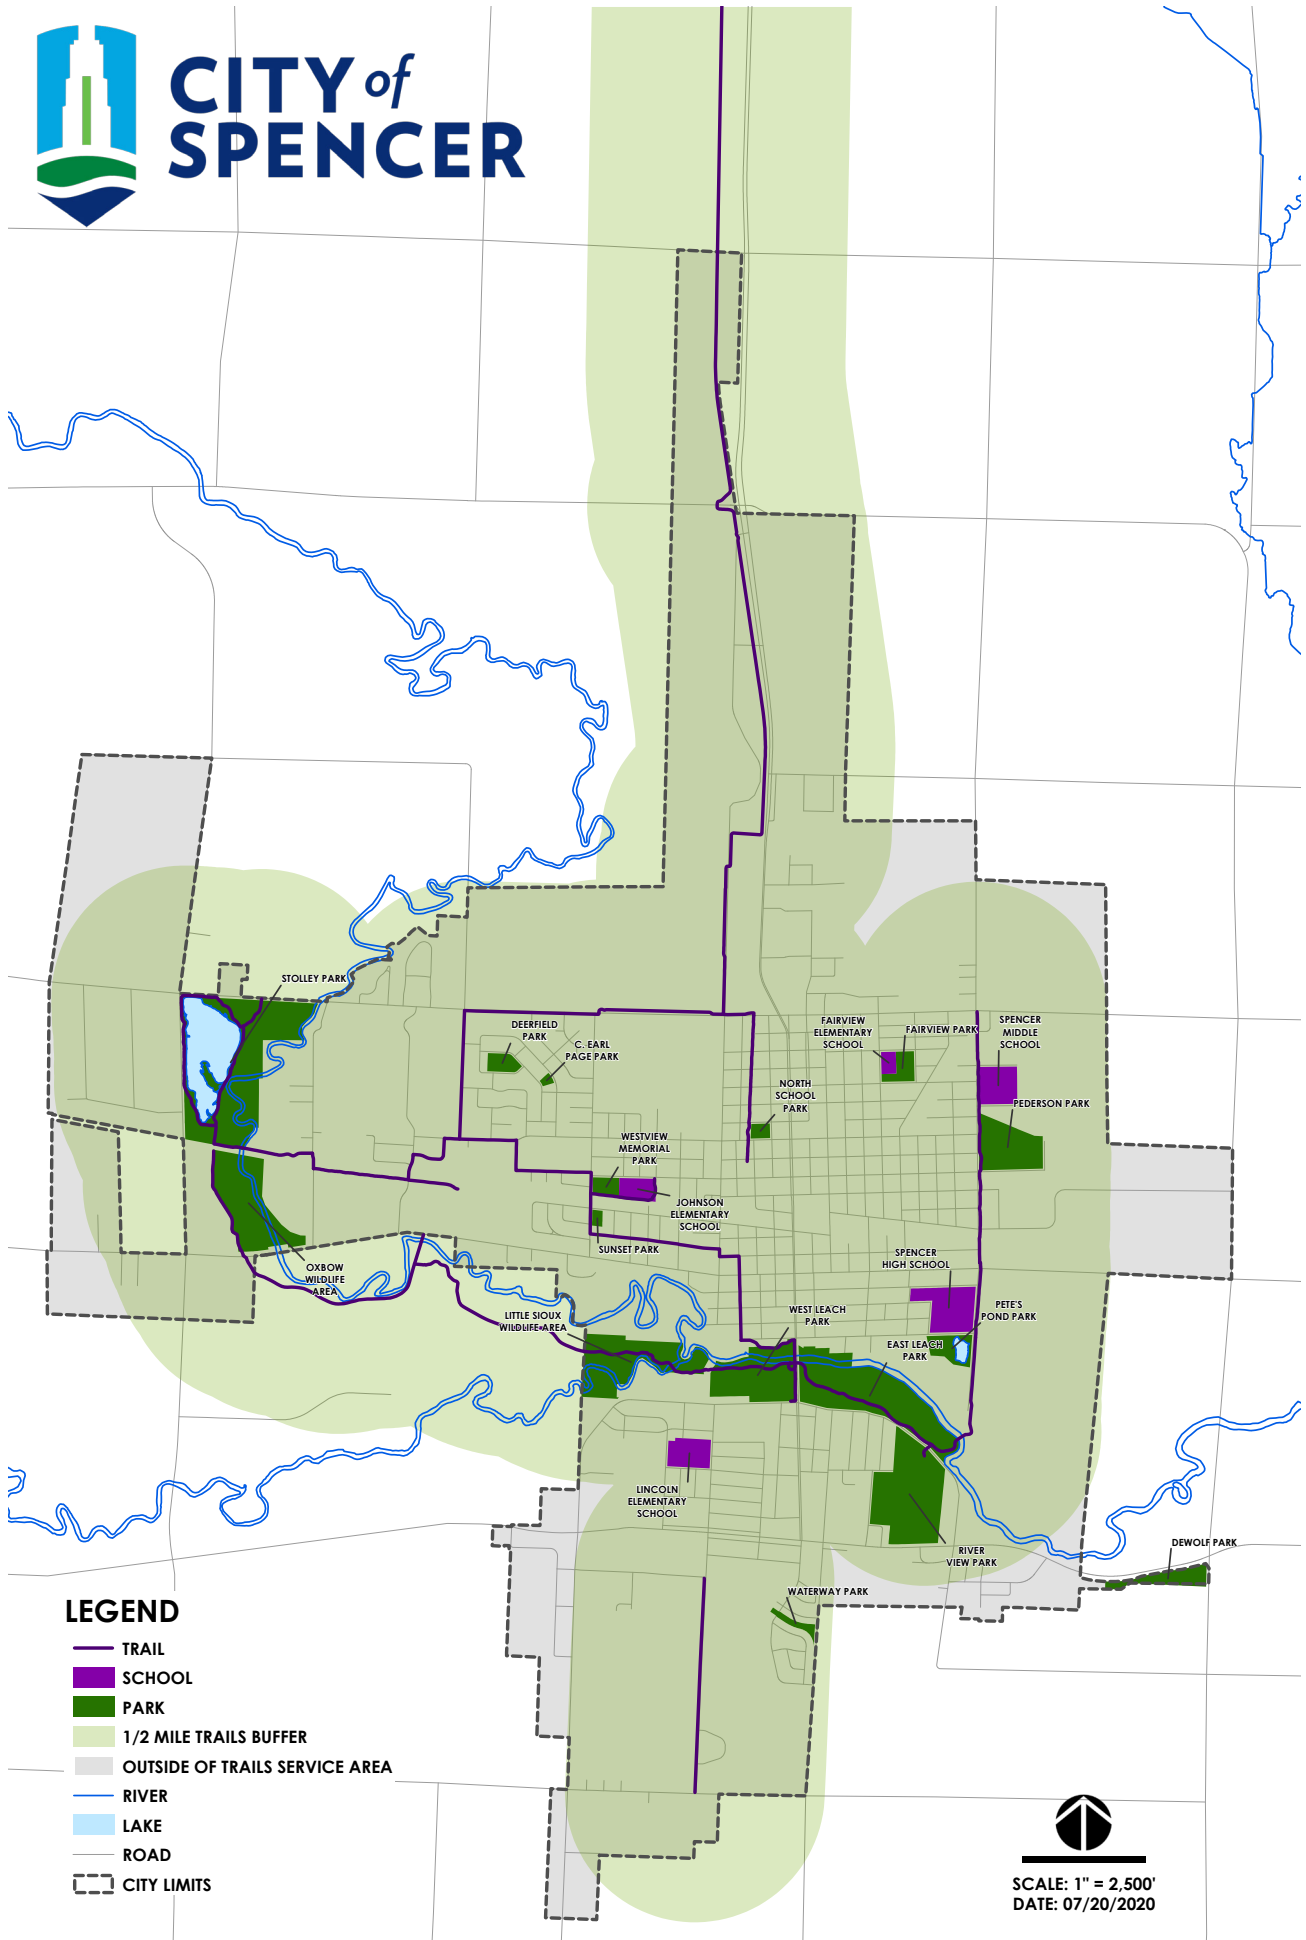 CITY of
SPENCER
STOLLEY PARK
DEERFIELD
PARK
C. EARL
PAGE PARK
FAIRVIEW
ELEMENTARY
SCHOOL
FAIRVIEW PARK
SPENCER
MIDDLE
SCHOOL
NORTH
SCHOOL
PARK
PEDERSON PARK
WESTVIEW
MEMORIAL
PARK
JOHNSON
ELEMENTARY
SCHOOL
SUNSET PARK
SPENCER
HIGH SCHOOL
OXBOW
WILDLIFE
AREA
LITTLE SIOUX
WILDLIFE AREA
WEST LEACH
PARK
PETE'S
POND PARK
EAST LEACH
PARK
LINCOLN
ELEMENTARY
SCHOOL
RIVER
VIEW PARK
DEWOLF PARK
WATERWAY PARK
LEGEND
TRAIL
SCHOOL
PARK
1/2 MILE TRAILS BUFFER
OUTSIDE OF TRAILS SERVICE AREA
RIVER
LAKE
ROAD
CITY LIMITS
SCALE: 1" = 2,500'
DATE: 07/20/2020